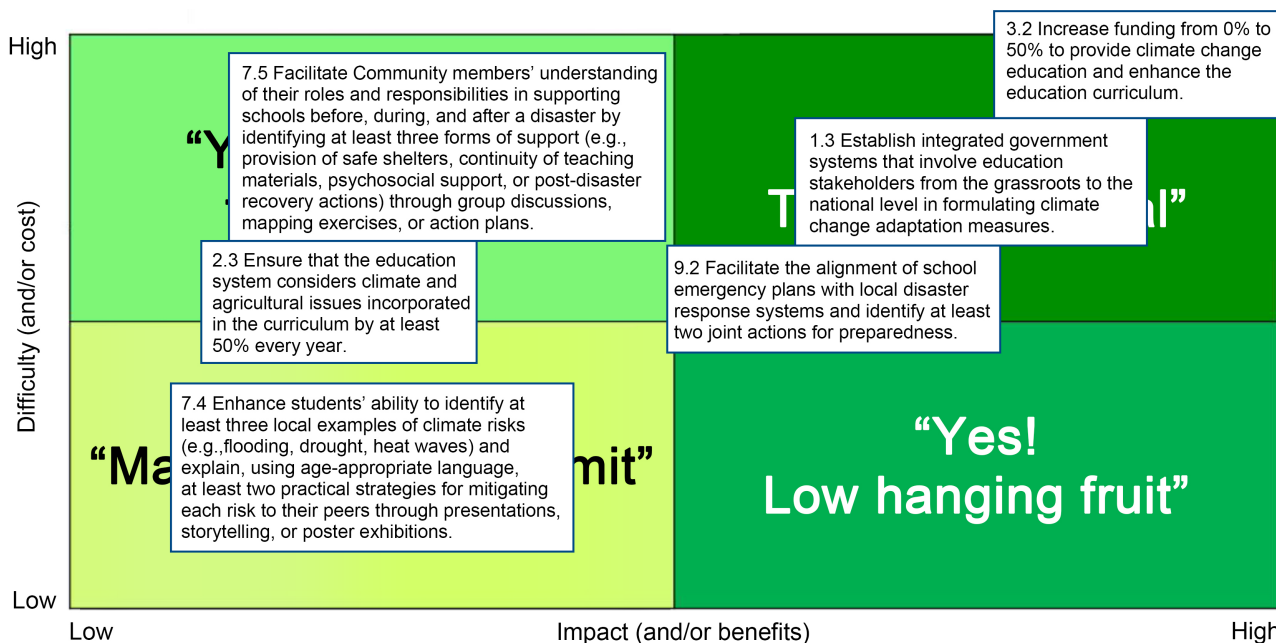 High
3.2 Increase funding from 0% to
50% to provide climate change
education and enhance the
education curriculum.
7.5 Facilitate Community members’ understanding
of their roles and responsibilities in supporting
schools before, during, and after a disaster by
identifying at least three forms of support (e.g.,
provision of safe shelters, continuity of teaching
materials, psychosocial support, or post-disaster
recovery actions) through group discussions,
mapping exercises, or action plans.
1.3 Establish integrated government
systems that involve education
stakeholders from the grassroots to the
national level in formulating climate
change adaptation measures.
2.3 Ensure that the education
system considers climate and
agricultural issues incorporated
in the curriculum by at least
50% every year.
9.2 Facilitate the alignment of school
emergency plans with local disaster
response systems and identify at least
two joint actions for preparedness.
Difficulty (and/or cost)
7.4 Enhance students’ ability to identify at
least three local examples of climate risks
(e.g.,flooding, drought, heat waves) and
explain, using age-appropriate language,
at least two practical strategies for mitigating
each risk to their peers through presentations,
storytelling, or poster exhibitions.
“Yes!
Low hanging fruit”
Low
Low
Impact (and/or benefits)
High